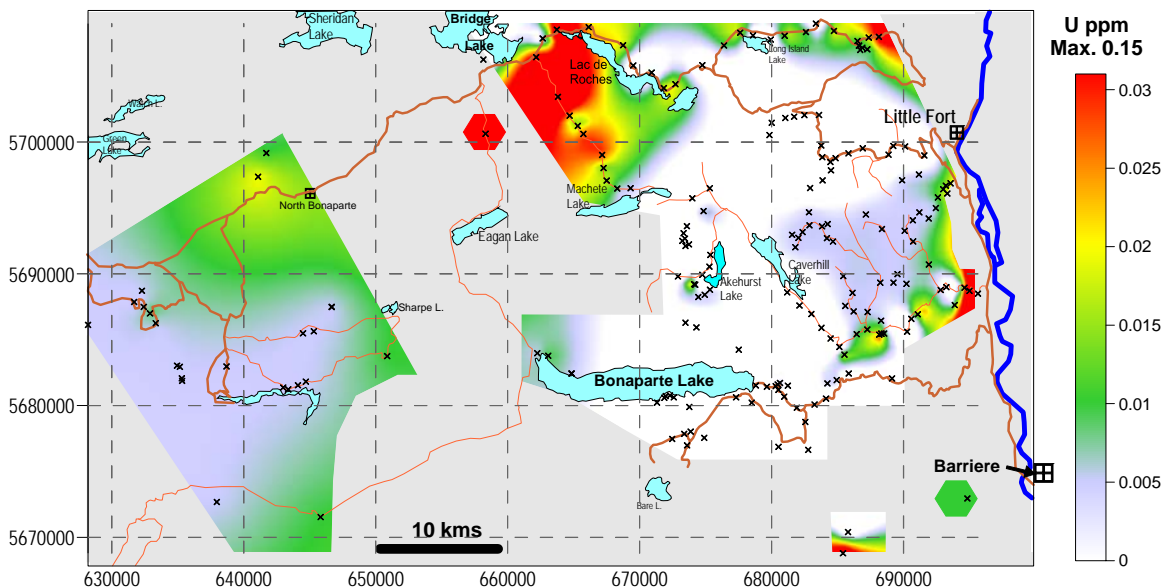 U ppm
Max. 0.15
Sheridan
Lake
Bridge
Lake
Long Island
Lake
Lac de
Roches
Watch L.
Green
Lake
Little Fort
5700000
North Bonaparte
Machete
Lake
Eagan Lake
5690000
Caverhill
Lake
Akehurst
Lake
Sharpe L.
Bonaparte Lake
5680000
Barriere
Bare L.
10 kms
5670000
630000 640000 650000 660000 670000 680000 690000
0.03
0.025
0.02
0.015
0.01
0.005
0